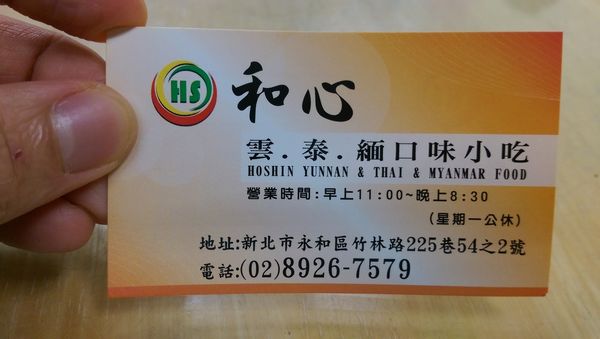 HS
和心
雲.泰.緬口味小吃
HOSHIN YUNNAN & THAI & MYANMAR FOOD
營業時間:早上11:00~晚上8:30
(星期一公休)
地址:新北市永和區竹林路225巷54之2號
電話:(02)8926-7579